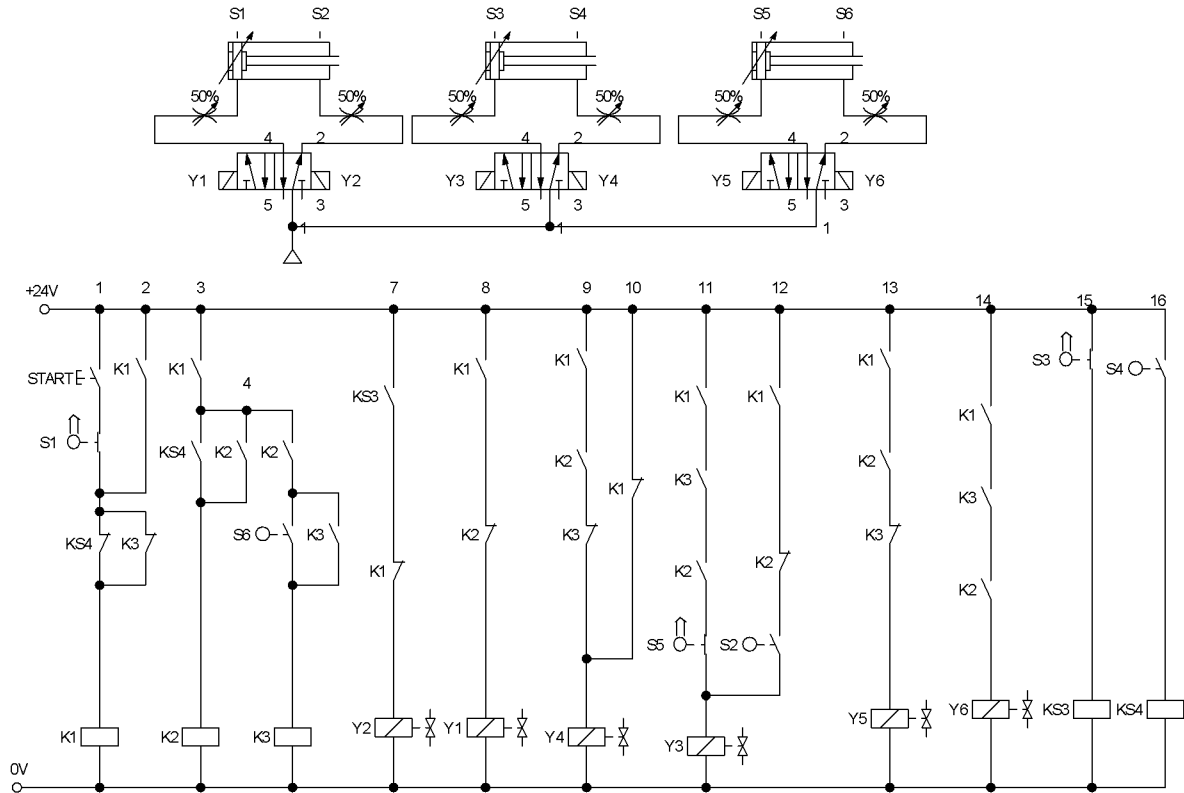 S1 S2 S3 S4 S5 S6
50% 50% 50% 50% 50% 50%
4 2 4 2 4 2
Y1 Y2 Y3 Y4 Y5 Y6
5 3 5 3 5 3
1 1 1
+24V 1 2 3 7 8 9 10 11 12 13 14 15 16
START K1 K1 4 KS3 K1 K1 K1 K1 K1 K1 S3 S4
S1 KS4 K2 K2 K2 K1 K3 K2 K3
KS4 K3 S6 K3 K1 K2 K3 K2 K2 K3 K2
S5 S2
K1 K2 K3 Y2 Y1 Y4 Y3 Y5 Y6 KS3 KS4
0V